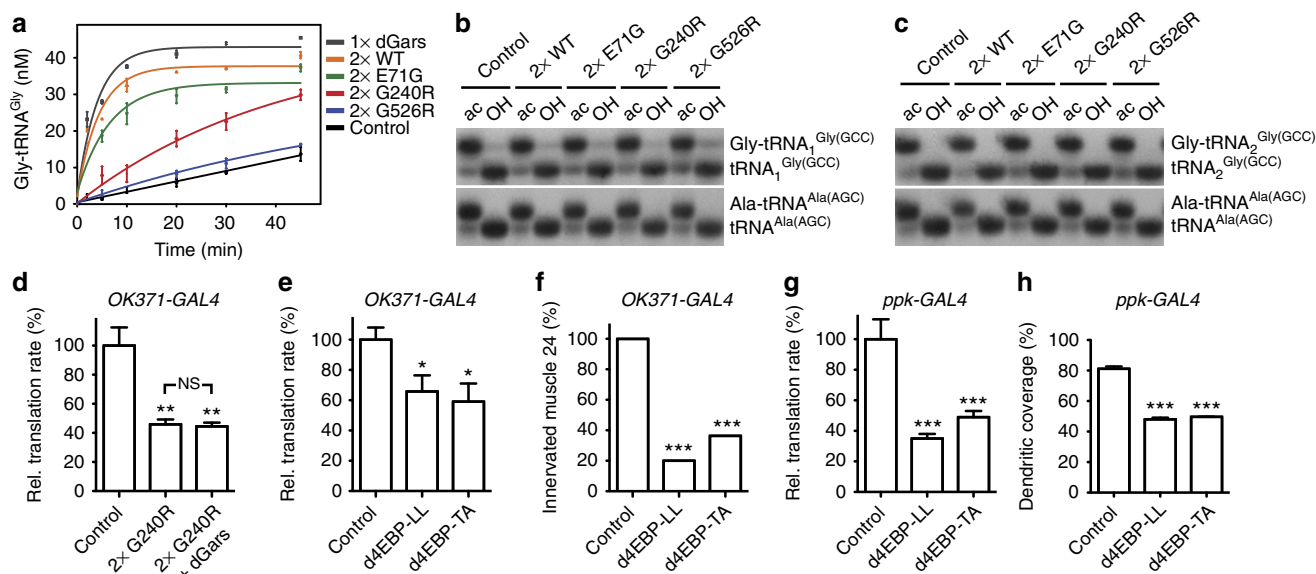 a
Gly-tRNA^Gly (nM)
40
30
20
10
0
0 10 20 30 40
Time (min)
1× dGars
2× WT
2× E71G
2× G240R
2× G526R
Control
b
Control 2× WT 2× E71G 2× G240R 2× G526R
ac OH ac OH ac OH ac OH ac OH
Gly-tRNA₁^Gly(GCC)
tRNA₁^Gly(GCC)
Ala-tRNA^Ala(AGC)
tRNA^Ala(AGC)
c
Control 2× WT 2× E71G 2× G240R 2× G526R
ac OH ac OH ac OH ac OH ac OH
Gly-tRNA₂^Gly(GCC)
tRNA₂^Gly(GCC)
Ala-tRNA^Ala(AGC)
tRNA^Ala(AGC)
d
OK371-GAL4
Rel. translation rate (%)
100
80
60
40
20
0
NS
** **
Control
2× G240R
2× G240R
+ dGars
e
OK371-GAL4
Rel. translation rate (%)
100
80
60
40
20
0
* *
Control
d4EBP-LL
d4EBP-TA
f
OK371-GAL4
Innervated muscle 24 (%)
100
80
60
40
20
0
*** ***
Control
d4EBP-LL
d4EBP-TA
g
ppk-GAL4
Rel. translation rate (%)
100
80
60
40
20
0
*** ***
Control
d4EBP-LL
d4EBP-TA
h
ppk-GAL4
Dendritic coverage (%)
100
80
60
40
20
0
*** ***
Control
d4EBP-LL
d4EBP-TA